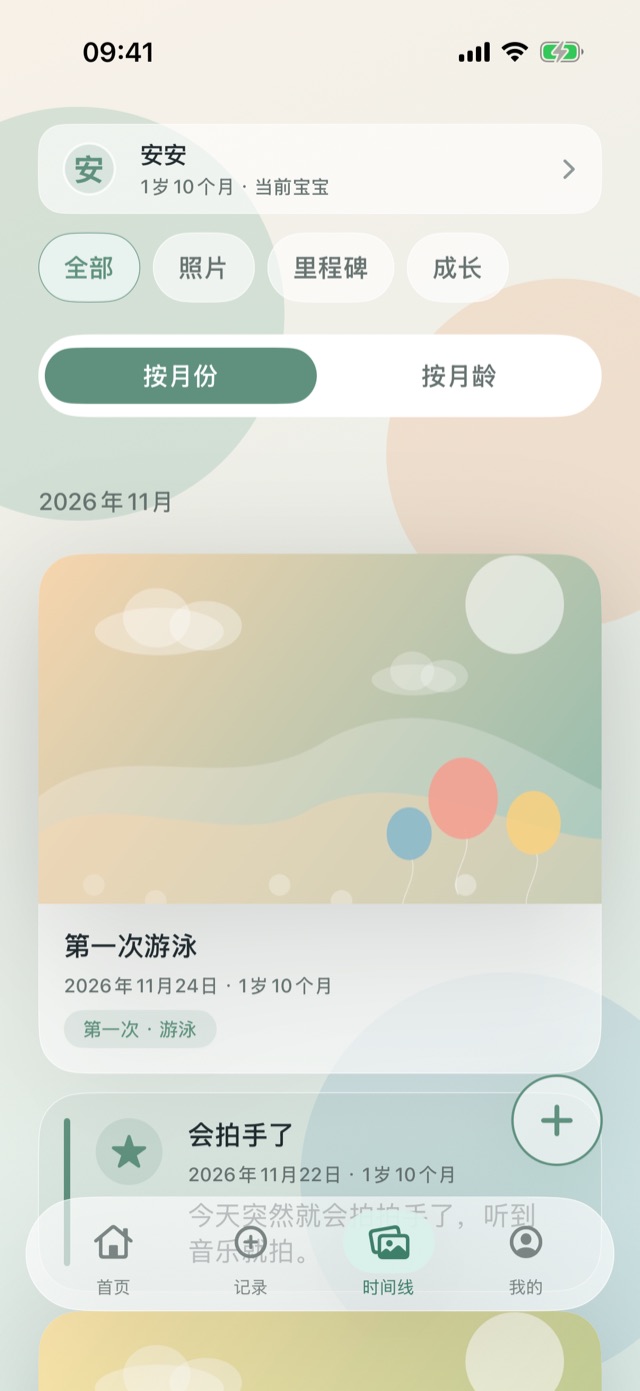 09:41
安
安安
1岁10个月 · 当前宝宝
全部
照片
里程碑
成长
按月份
按月龄
2026年11月
第一次游泳
2026年11月24日 · 1岁10个月
第一次 · 游泳
会拍手了
2026年11月22日 · 1岁10个月
今天突然就会拍拍手了，听到
音乐就拍。
首页
记录
时间线
我的